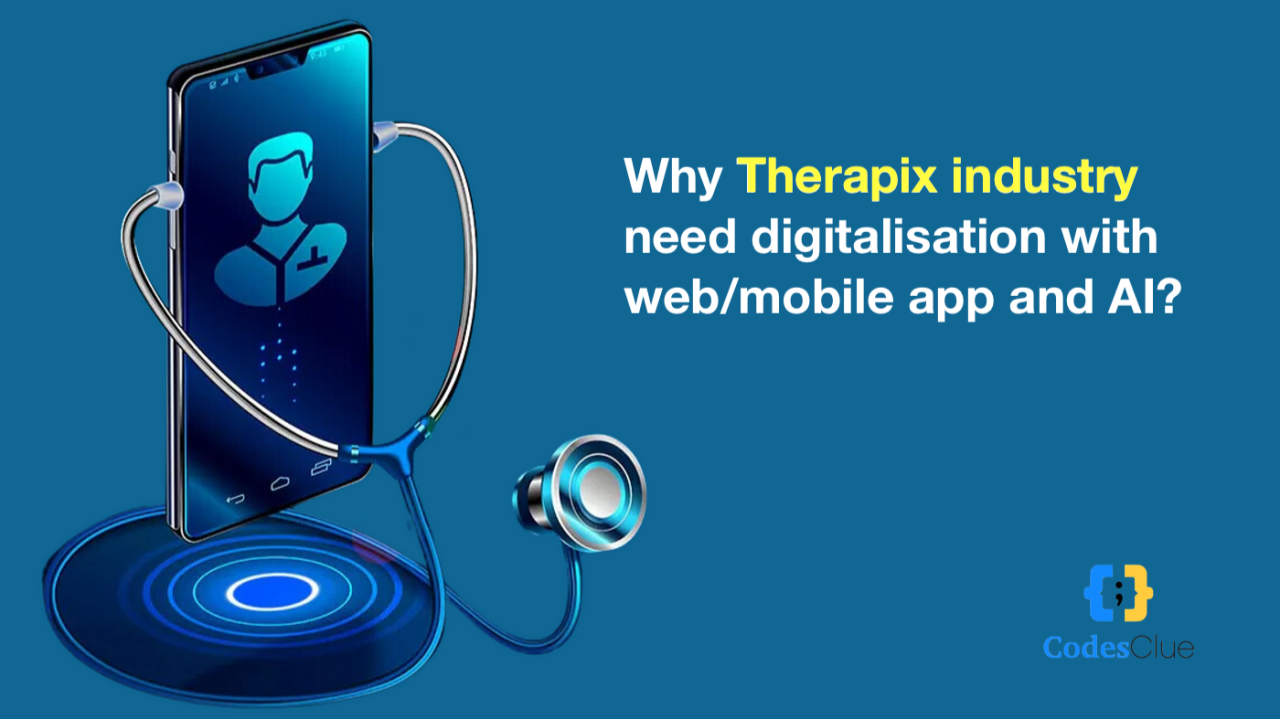 Why Therapix industry
need digitalisation with
web/mobile app and AI?
CodesClue